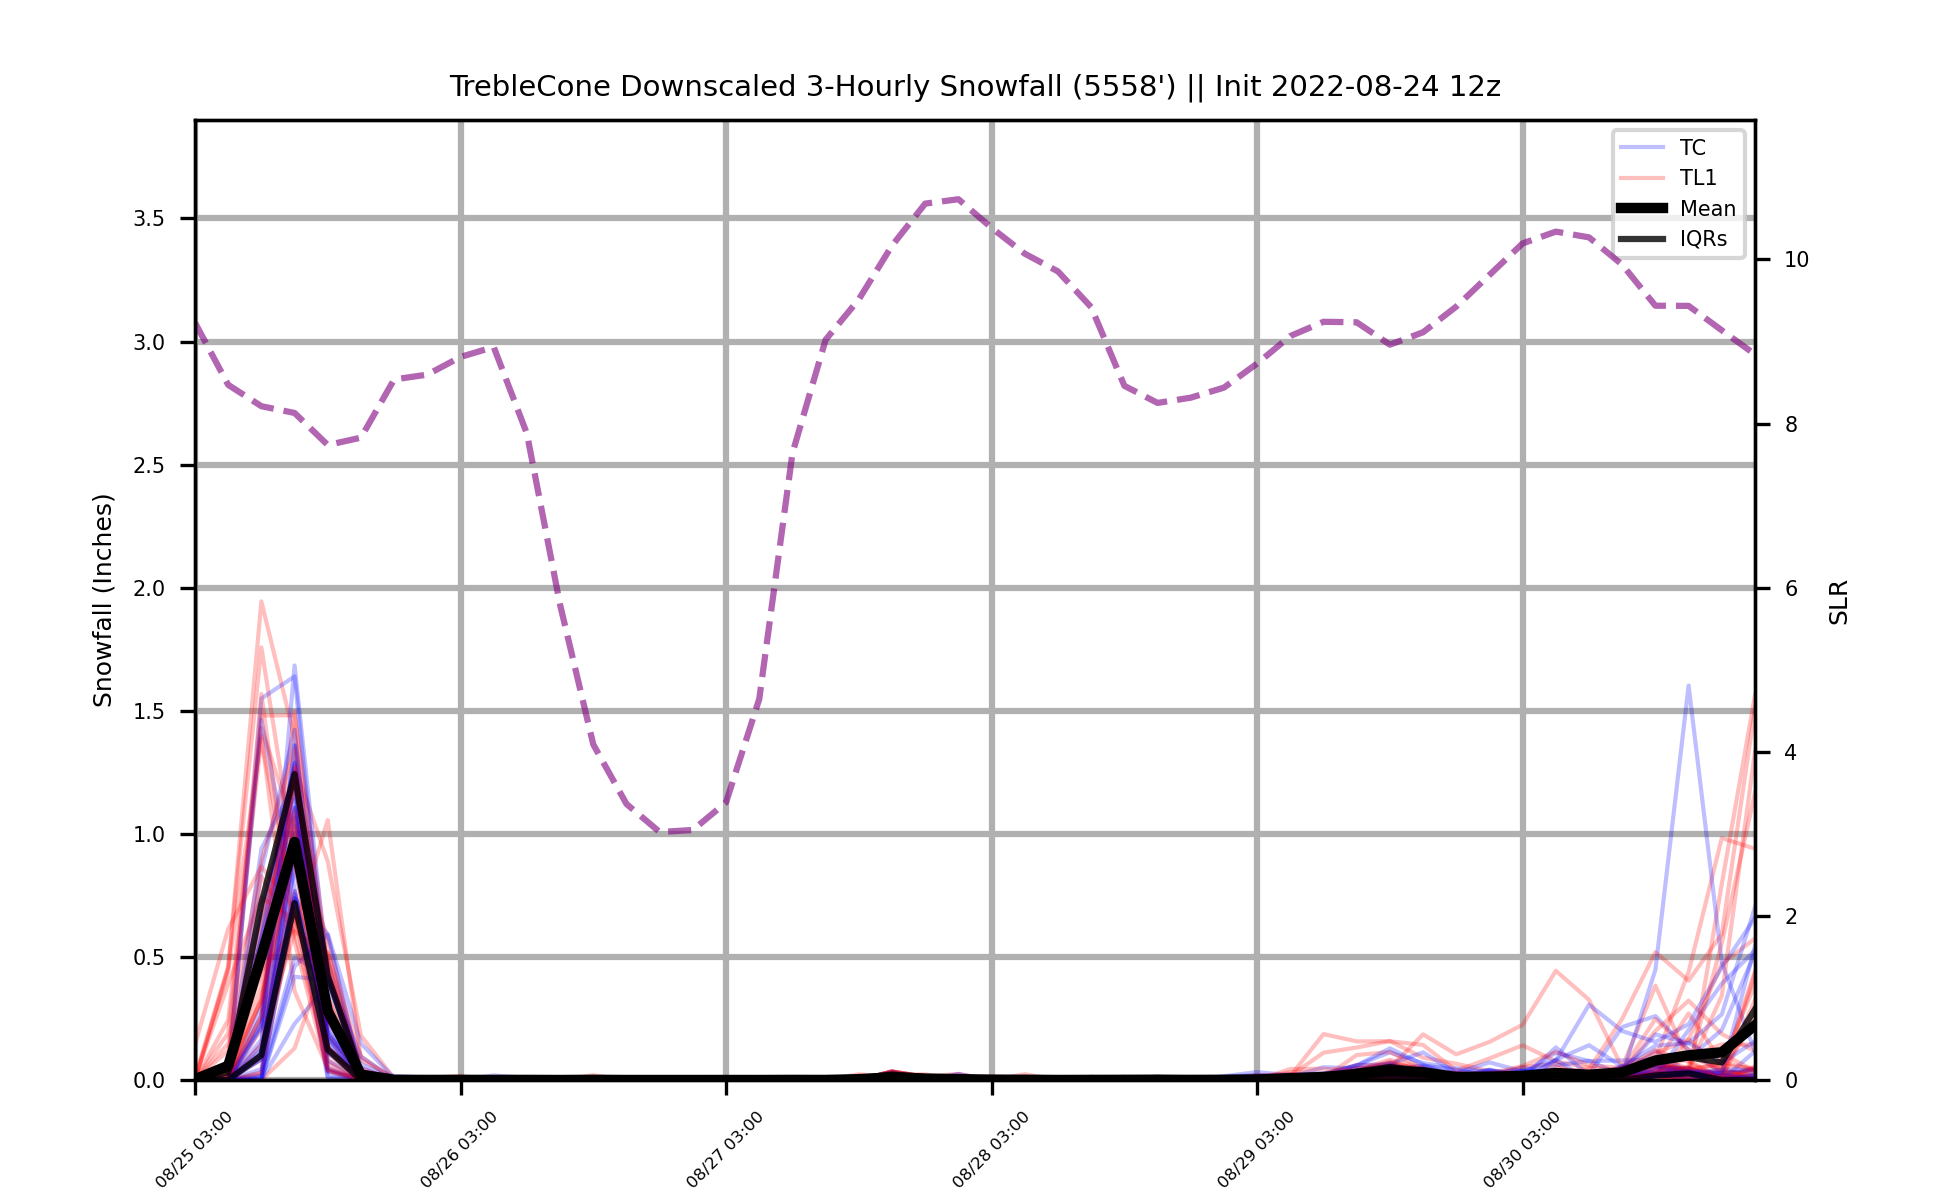 TrebleCone Downscaled 3-Hourly Snowfall (5558') || Init 2022-08-24 12z
TC
TL1
Mean
IQRs
Snowfall (Inches)
3.5
3.0
2.5
2.0
1.5
1.0
0.5
0.0
10
8
6
4
2
0
SLR
08/25 03:00
08/26 03:00
08/27 03:00
08/28 03:00
08/29 03:00
08/30 03:00